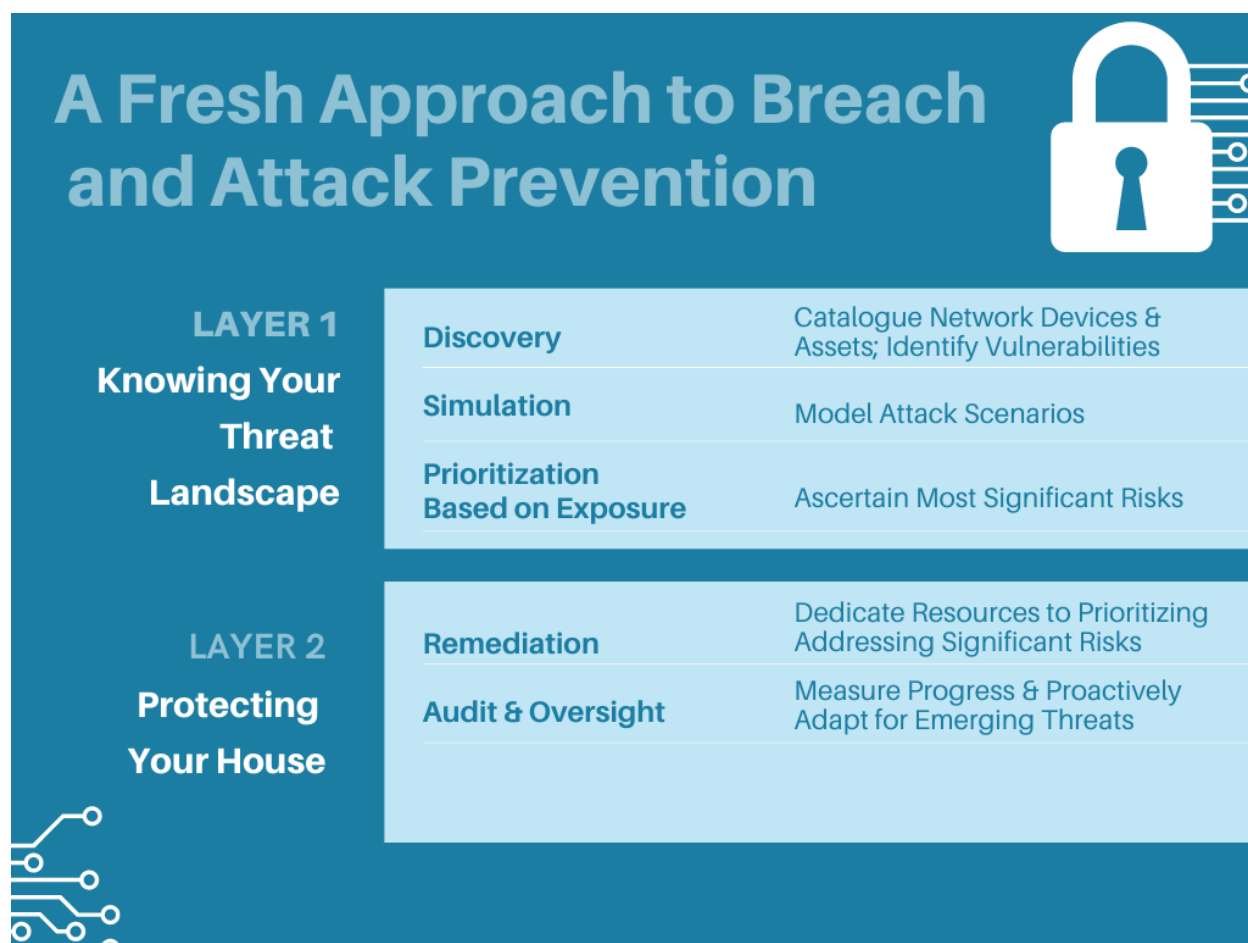 A Fresh Approach to Breach
and Attack Prevention
LAYER 1
Knowing Your
Threat
Landscape
Discovery
Catalogue Network Devices &
Assets; Identify Vulnerabilities
Simulation
Model Attack Scenarios
Prioritization
Based on Exposure
Ascertain Most Significant Risks
LAYER 2
Protecting
Your House
Remediation
Dedicate Resources to Prioritizing
Addressing Significant Risks
Audit & Oversight
Measure Progress & Proactively
Adapt for Emerging Threats